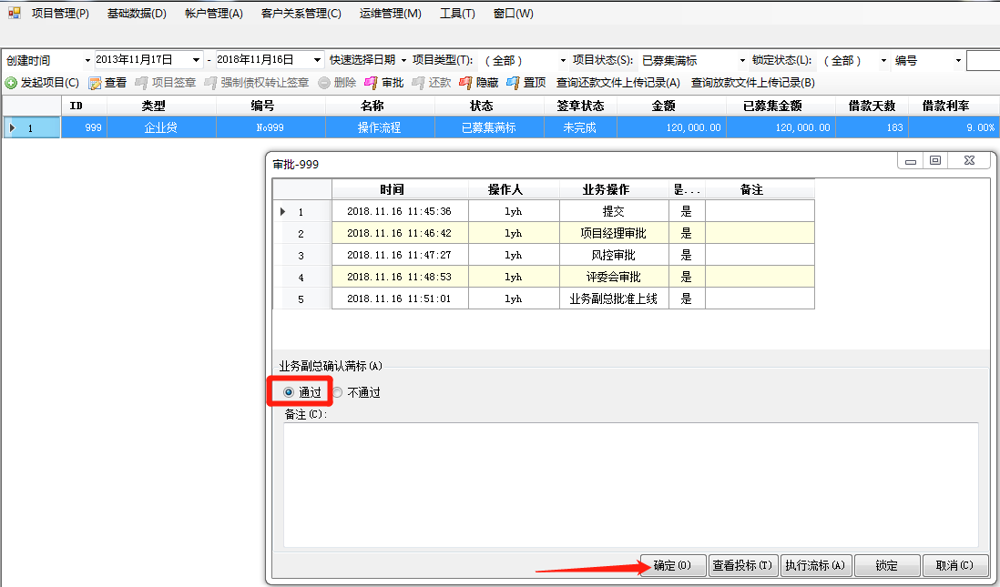 项目管理(P) 基础数据(D) 帐户管理(A) 客户关系管理(C) 运维管理(M) 工具(T) 窗口(W)
创建时间 2013年11月17日 - 2018年11月16日 快速选择日期 项目类型(T): (全部) 项目状态(S): 已募集满标 锁定状态(L): (全部) 编号
发起项目(C) 查看 项目签章 强制债权转让签章 删除 审批 还款 隐藏 置顶 查询还款文件上传记录(A) 查询放款文件上传记录(B)
ID 类型 编号 名称 状态 签章状态 金额 已募集金额 借款天数 借款利率
1 999 企业贷 No999 操作流程 已募集满标 未完成 120,000.00 120,000.00 183 9.00%
审批-999
时间 操作人 业务操作 是... 备注
1 2018.11.16 11:45:36 lyh 提交 是
2 2018.11.16 11:46:42 lyh 项目经理审批 是
3 2018.11.16 11:47:27 lyh 风控审批 是
4 2018.11.16 11:48:53 lyh 评委会审批 是
5 2018.11.16 11:51:01 lyh 业务副总批准上线 是
业务副总确认满标(A)
通过 不通过
备注(C):
确定(O) 查看投标(T) 执行流标(A) 锁定 取消(C)